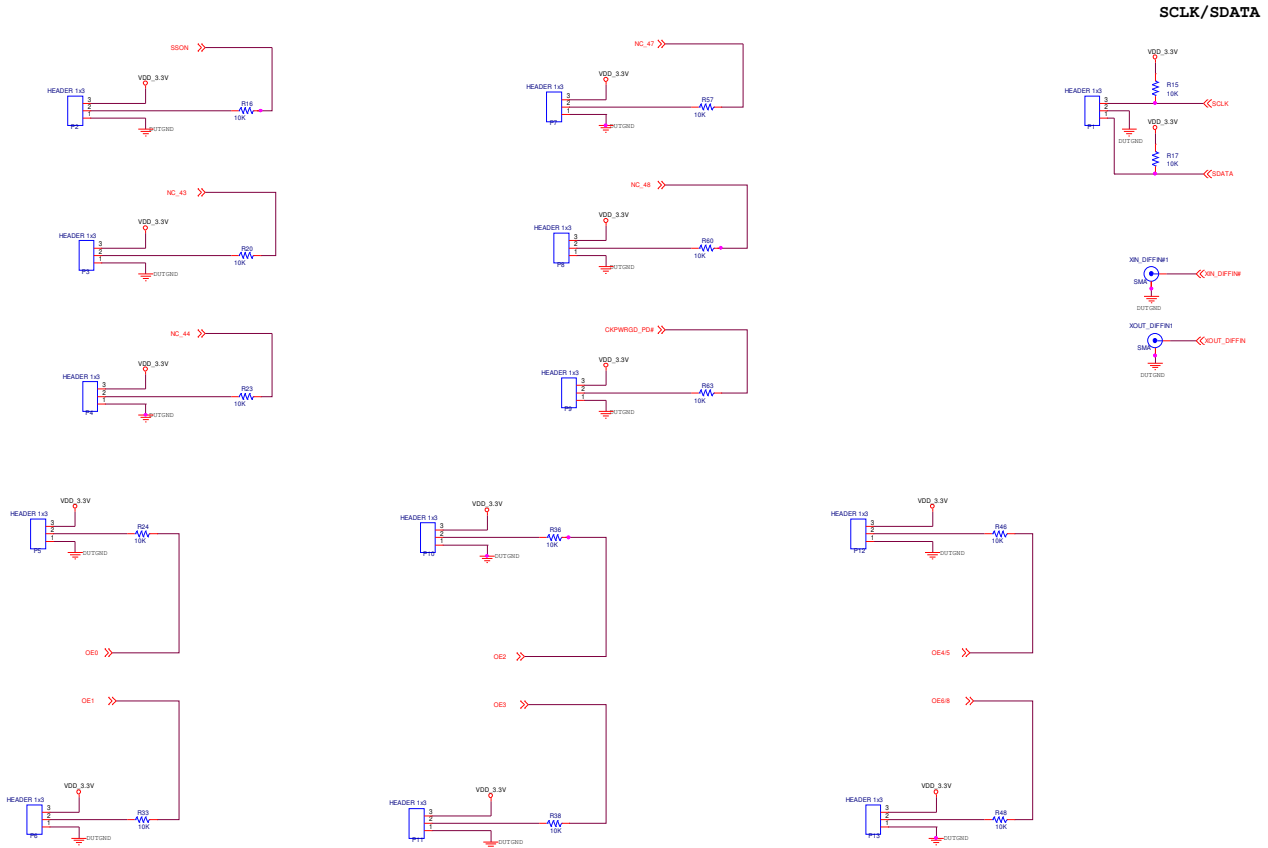 SCLK/SDATA
SSON
VDD_3.3V
HEADER 1x3
3
2
1
P2
R16
10K
DUTGND
NC_47
VDD_3.3V
HEADER 1x3
3
2
1
P7
R57
10K
DUTGND
VDD_3.3V
R15
10K
HEADER 1x3
3
2
1
P1
SCLK
DUTGND
VDD_3.3V
R17
10K
SDATA
NC_43
VDD_3.3V
HEADER 1x3
3
2
1
P3
R20
10K
DUTGND
NC_48
VDD_3.3V
HEADER 1x3
3
2
1
P8
R60
10K
DUTGND
XIN_DIFFIN#1
SMA
XIN_DIFFIN#
DUTGND
XOUT_DIFFIN1
SMA
XOUT_DIFFIN
DUTGND
NC_44
VDD_3.3V
HEADER 1x3
3
2
1
P4
R23
10K
DUTGND
CKPWRGD_PD#
VDD_3.3V
HEADER 1x3
3
2
1
P9
R63
10K
DUTGND
VDD_3.3V
HEADER 1x3
3
2
1
P5
R24
10K
DUTGND
OE0
VDD_3.3V
HEADER 1x3
3
2
1
P10
R36
10K
DUTGND
OE2
VDD_3.3V
HEADER 1x3
3
2
1
P12
R46
10K
DUTGND
OE4/5
OE1
VDD_3.3V
HEADER 1x3
3
2
1
P6
R33
10K
DUTGND
OE3
VDD_3.3V
HEADER 1x3
3
2
1
P11
R38
10K
DUTGND
OE6/8
VDD_3.3V
HEADER 1x3
3
2
1
P13
R48
10K
DUTGND